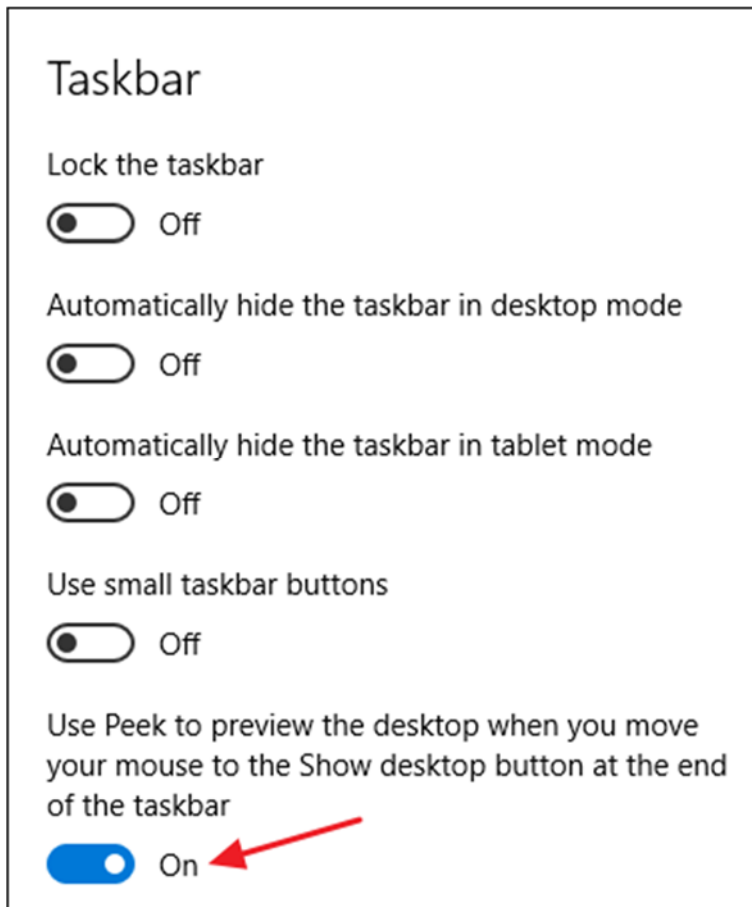 Taskbar
Lock the taskbar
Off
Automatically hide the taskbar in desktop mode
Off
Automatically hide the taskbar in tablet mode
Off
Use small taskbar buttons
Off
Use Peek to preview the desktop when you move
your mouse to the Show desktop button at the end
of the taskbar
On